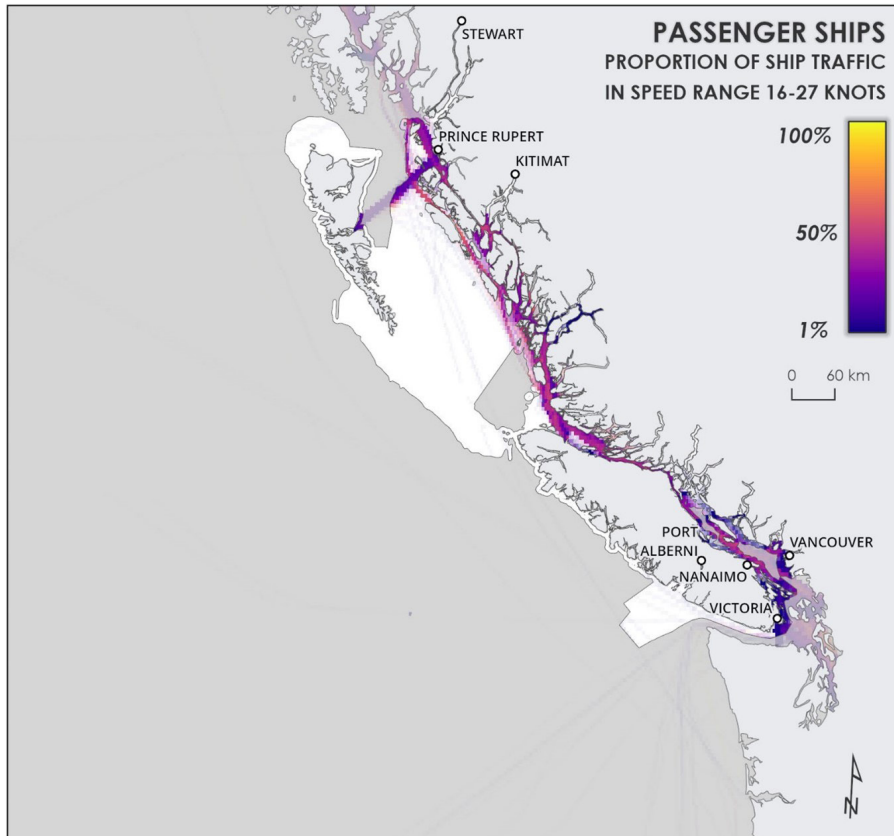 PASSENGER SHIPS
PROPORTION OF SHIP TRAFFIC
IN SPEED RANGE 16-27 KNOTS
100%
50%
1%
0 60 km
STEWART
PRINCE RUPERT
KITIMAT
PORT
ALBERNI
VANCOUVER
NANAIMO
VICTORIA
N